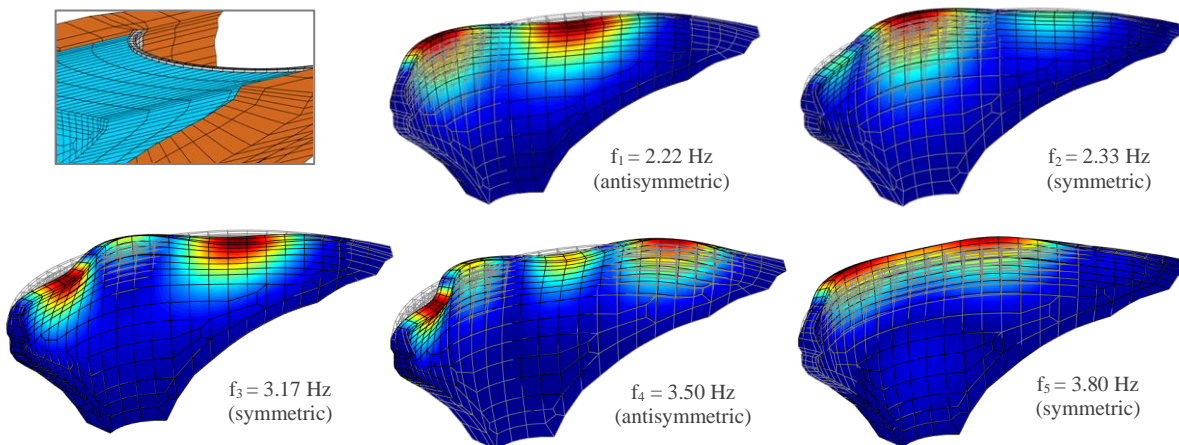 f₁ = 2.22 Hz
(antisymmetric)
f₂ = 2.33 Hz
(symmetric)
f₃ = 3.17 Hz
(symmetric)
f₄ = 3.50 Hz
(antisymmetric)
f₅ = 3.80 Hz
(symmetric)